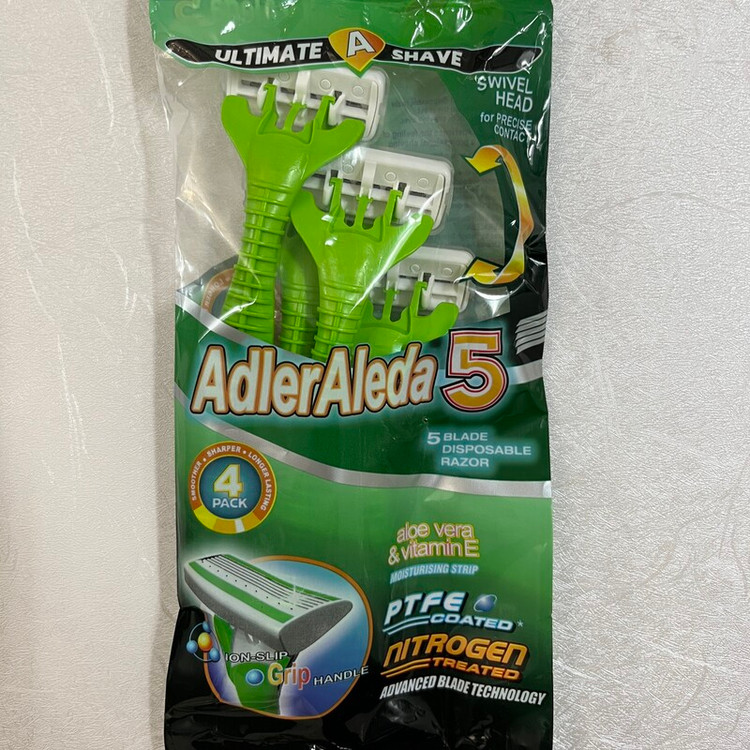 ULTIMATE A SHAVE
SWIVEL
HEAD
for PRECISE
CONTACT
AdlerAleda 5
5 BLADE
DISPOSABLE
RAZOR
SMOOTHER • SHARPER • LONGER LASTING
4
PACK
aloe vera
& vitamin E
MOISTURISING STRIP
PTFE
COATED*
NITROGEN
TREATED
ADVANCED BLADE TECHNOLOGY
ION-SLIP
Grip HANDLE